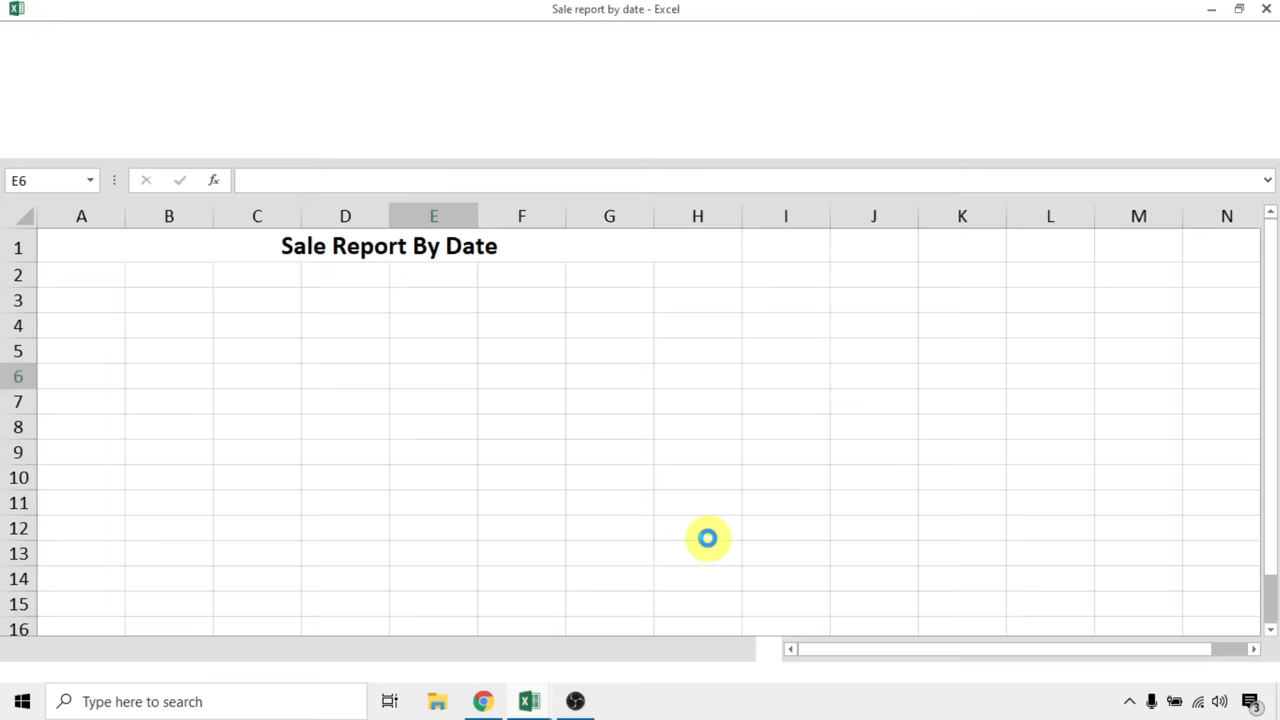 Sale report by date - Excel
E6
fx
A B C D E F G H I J K L M N
1 Sale Report By Date
2
3
4
5
6
7
8
9
10
11
12
13
14
15
16
Type here to search
3